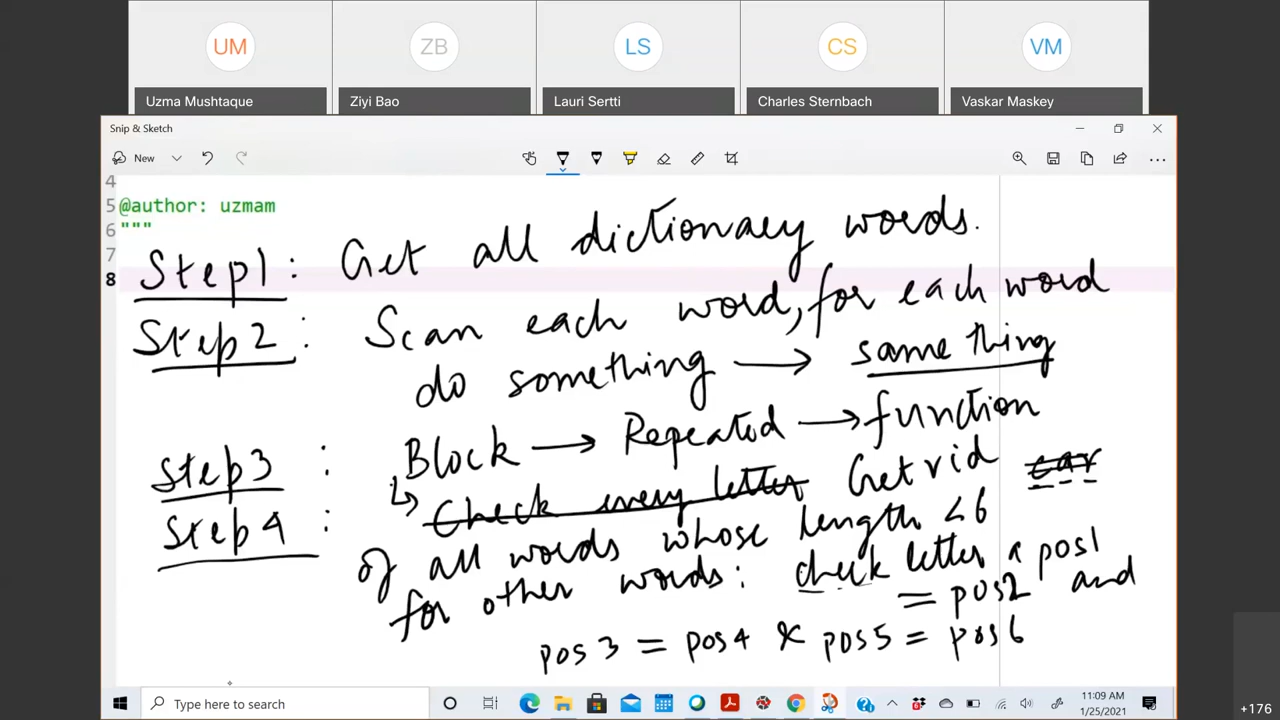 UM
ZB
LS
CS
VM
Uzma Mushtaque
Ziyi Bao
Lauri Sertti
Charles Sternbach
Vaskar Maskey
Snip & Sketch
New
4
5 @author: uzmam
6 """
7
8
Step1: Get all dictionary words.
Step2: Scan each word, for each word
do something → same thing
Step3: Block → Repeated → function
Step4: ↳ Check every letter Get rid car
of all words whose length <6
for other words: check letter @ pos1
= pos2 and
pos3 = pos4 & pos5 = pos6
Type here to search
11:09 AM
1/25/2021
+176